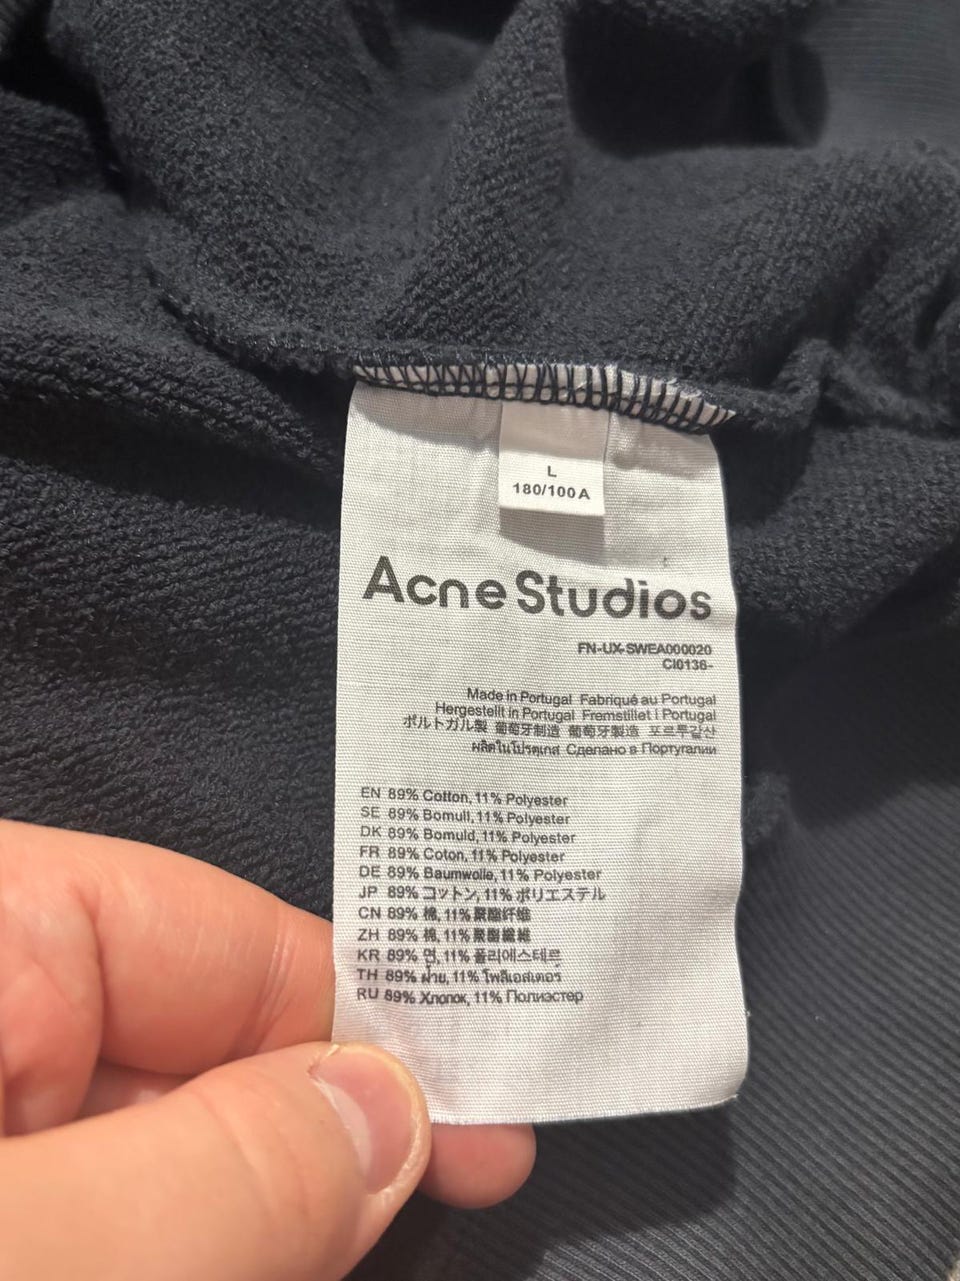 L
180/100A
Acne Studios
FN-UX-SWEA000020
CI0136-
Made in Portugal Fabriqué au Portugal
Hergestellt in Portugal Fremstillet i Portugal
ポルトガル製 葡萄牙制造 葡萄牙製造 포르투갈산
ผลิตในโปรตุเกส Сделано в Португалии
EN 89% Cotton, 11% Polyester
SE 89% Bomull, 11% Polyester
DK 89% Bomuld, 11% Polyester
FR 89% Coton, 11% Polyester
DE 89% Baumwolle, 11% Polyester
JP 89% コットン, 11% ポリエステル
CN 89% 棉, 11% 聚酯纤维
ZH 89% 棉, 11% 聚酯纖維
KR 89% 면, 11% 폴리에스테르
TH 89% ฝ้าย, 11% โพลีเอสเตอร์
RU 89% Хлопок, 11% Полиэстер